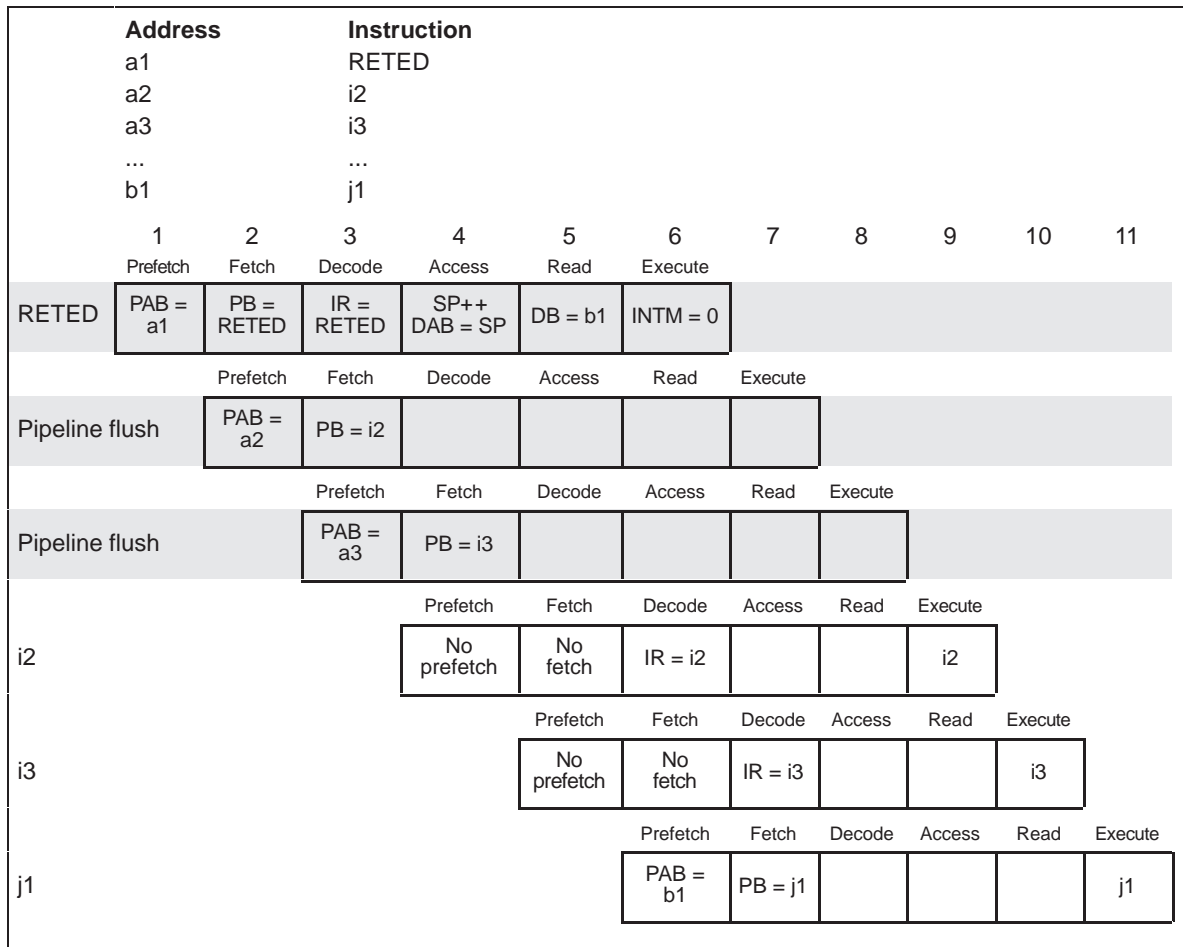 Address Instruction
a1 RETED
a2 i2
a3 i3
... ...
b1 j1
1 2 3 4 5 6 7 8 9 10 11
Prefetch Fetch Decode Access Read Execute
RETED PAB = a1 PB = RETED IR = RETED SP++ DAB = SP DB = b1 INTM = 0
Prefetch Fetch Decode Access Read Execute
Pipeline flush PAB = a2 PB = i2
Prefetch Fetch Decode Access Read Execute
Pipeline flush PAB = a3 PB = i3
Prefetch Fetch Decode Access Read Execute
i2 No prefetch No fetch IR = i2 i2
Prefetch Fetch Decode Access Read Execute
i3 No prefetch No fetch IR = i3 i3
Prefetch Fetch Decode Access Read Execute
j1 PAB = b1 PB = j1 j1